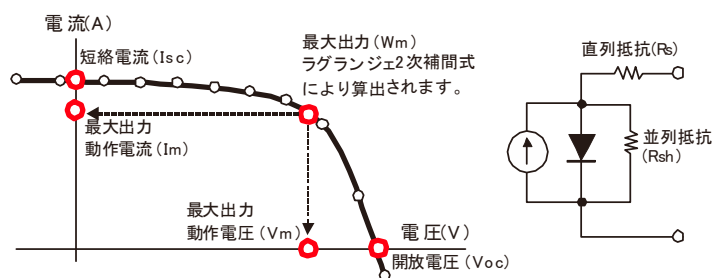 電流(A)
短絡電流(Isc)
最大出力(Wm)
ラグランジェ2次補間式
により算出されます。
最大出力
動作電流(Im)
最大出力
動作電圧(Vm)
電圧(V)
開放電圧(Voc)
直列抵抗(Rs)
並列抵抗
(Rsh)